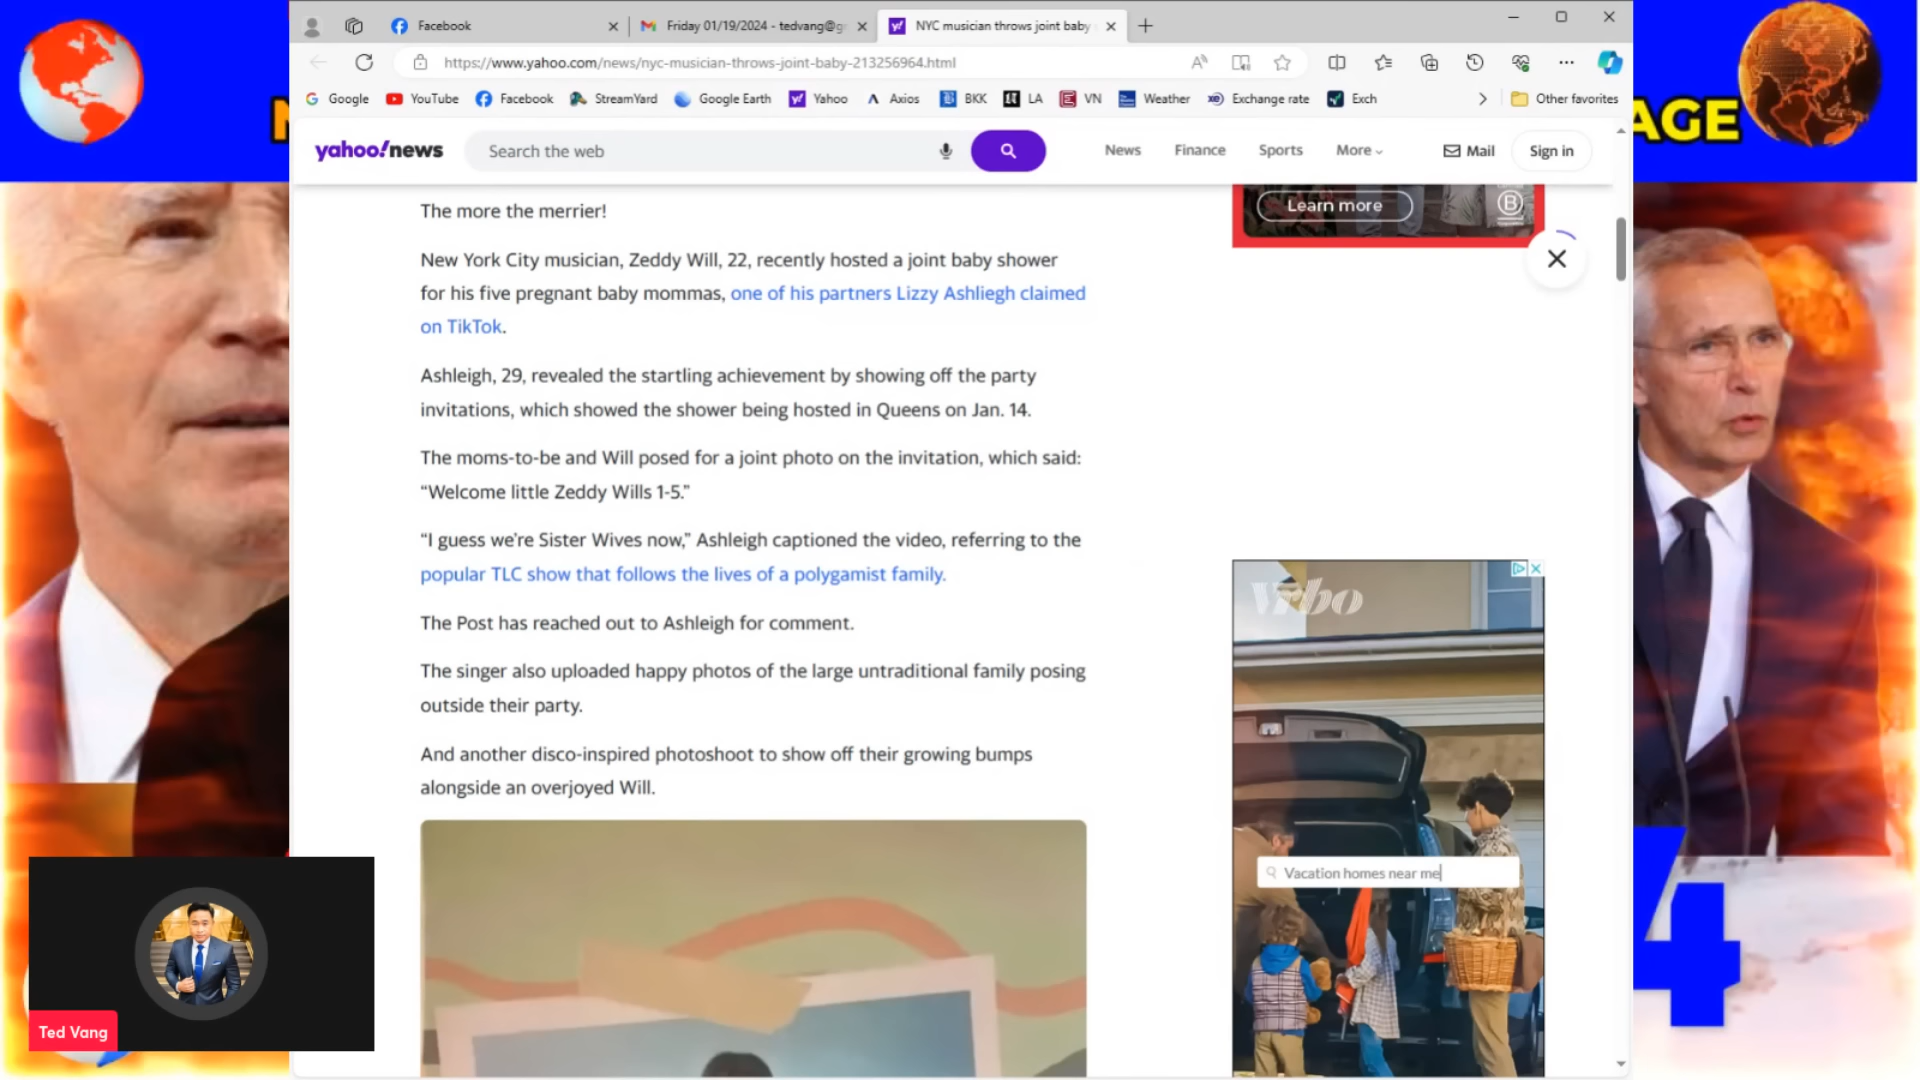 Facebook
Friday 01/19/2024 - tedvang@g
NYC musician throws joint baby
https://www.yahoo.com/news/nyc-musician-throws-joint-baby-213256964.html
Google YouTube Facebook StreamYard Google Earth Yahoo Axios BKK LA VN Weather Exchange rate Exch Other favorites
N
AGE
yahoo!news
Search the web
News Finance Sports More Mail Sign in
The more the merrier!
Learn more
B
New York City musician, Zeddy Will, 22, recently hosted a joint baby shower
for his five pregnant baby mommas, one of his partners Lizzy Ashliegh claimed
on TikTok.
Ashleigh, 29, revealed the startling achievement by showing off the party
invitations, which showed the shower being hosted in Queens on Jan. 14.
The moms-to-be and Will posed for a joint photo on the invitation, which said:
“Welcome little Zeddy Wills 1-5.”
“I guess we’re Sister Wives now,” Ashleigh captioned the video, referring to the
popular TLC show that follows the lives of a polygamist family.
The Post has reached out to Ashleigh for comment.
The singer also uploaded happy photos of the large untraditional family posing
outside their party.
And another disco-inspired photoshoot to show off their growing bumps
alongside an overjoyed Will.
Vrbo
Vacation homes near me
4
Ted Vang